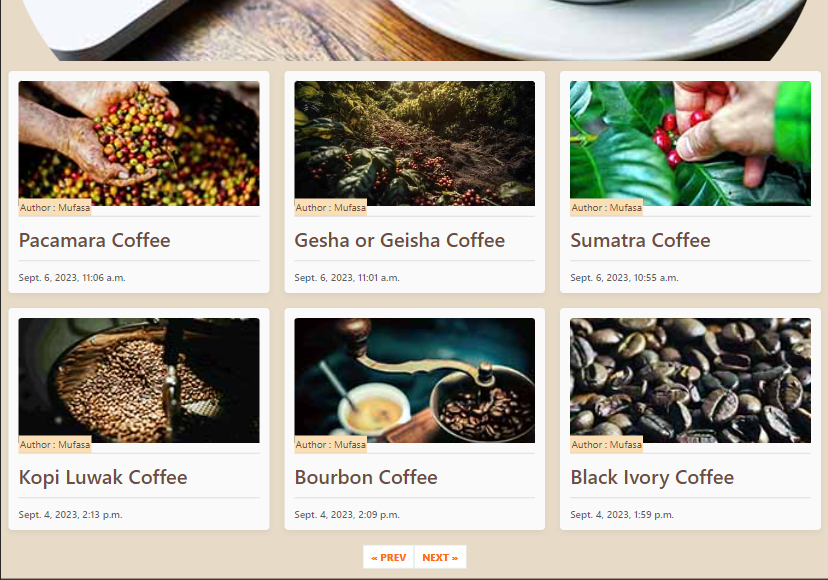 Author : Mufasa
Pacamara Coffee
Sept. 6, 2023, 11:06 a.m.
Author : Mufasa
Gesha or Geisha Coffee
Sept. 6, 2023, 11:01 a.m.
Author : Mufasa
Sumatra Coffee
Sept. 6, 2023, 10:55 a.m.
Author : Mufasa
Kopi Luwak Coffee
Sept. 4, 2023, 2:13 p.m.
Author : Mufasa
Bourbon Coffee
Sept. 4, 2023, 2:09 p.m.
Author : Mufasa
Black Ivory Coffee
Sept. 4, 2023, 1:59 p.m.
« PREV NEXT »